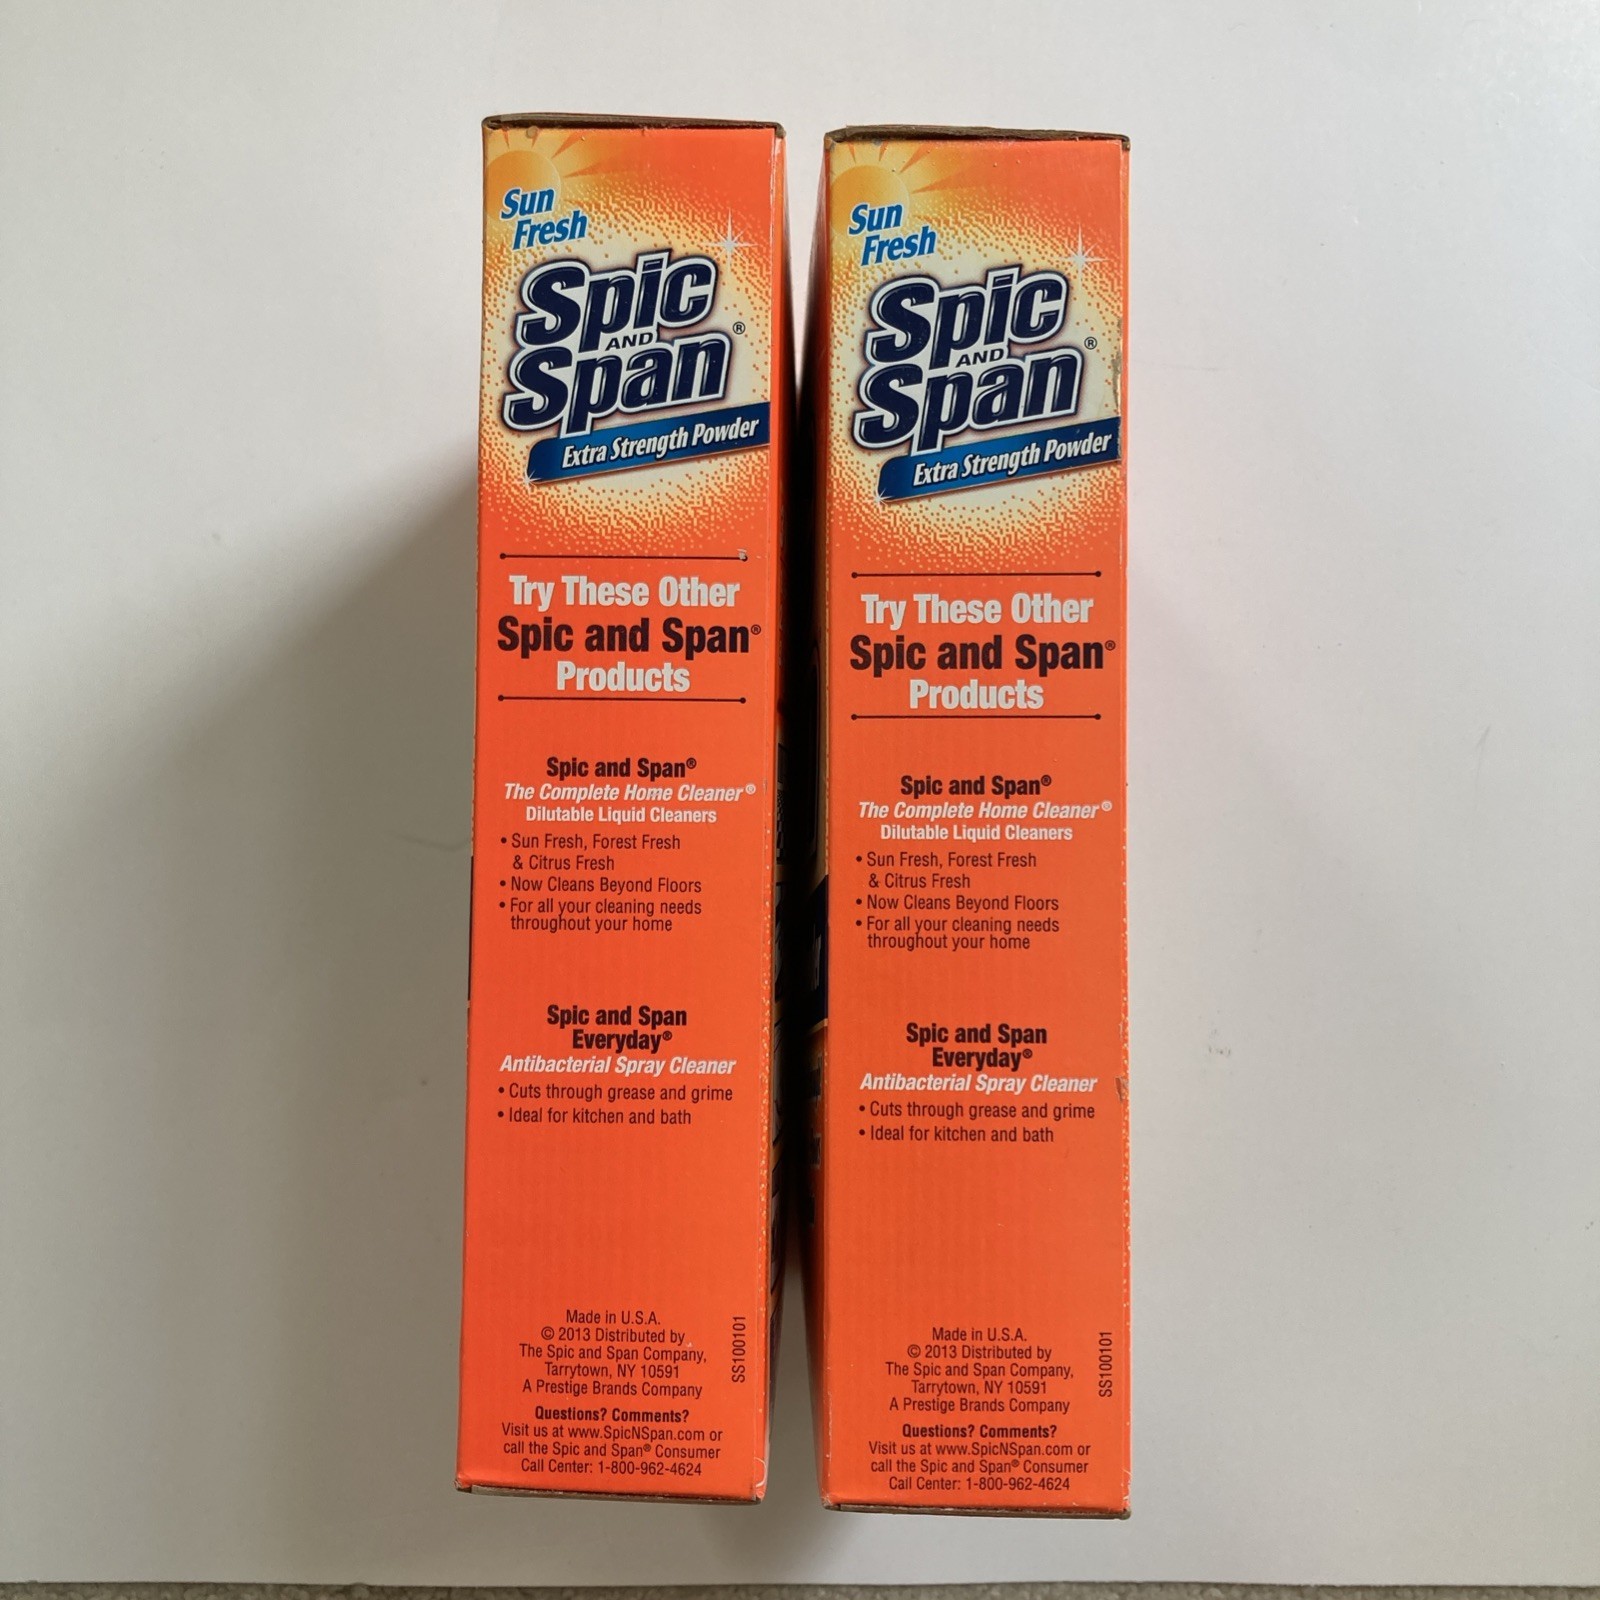 Sun
Fresh
Spic
AND
Span®
Extra Strength Powder
Try These Other
Spic and Span®
Products
Spic and Span®
The Complete Home Cleaner®
Dilutable Liquid Cleaners
• Sun Fresh, Forest Fresh
& Citrus Fresh
• Now Cleans Beyond Floors
• For all your cleaning needs
throughout your home
Spic and Span
Everyday®
Antibacterial Spray Cleaner
• Cuts through grease and grime
• Ideal for kitchen and bath
Made in U.S.A.
© 2013 Distributed by
The Spic and Span Company,
Tarrytown, NY 10591
A Prestige Brands Company
SS100101
Questions? Comments?
Visit us at www.SpicNSpan.com or
call the Spic and Span® Consumer
Call Center: 1-800-962-4624
Sun
Fresh
Spic
AND
Span®
Extra Strength Powder
Try These Other
Spic and Span®
Products
Spic and Span®
The Complete Home Cleaner®
Dilutable Liquid Cleaners
• Sun Fresh, Forest Fresh
& Citrus Fresh
• Now Cleans Beyond Floors
• For all your cleaning needs
throughout your home
Spic and Span
Everyday®
Antibacterial Spray Cleaner
• Cuts through grease and grime
• Ideal for kitchen and bath
Made in U.S.A.
© 2013 Distributed by
The Spic and Span Company,
Tarrytown, NY 10591
A Prestige Brands Company
SS100101
Questions? Comments?
Visit us at www.SpicNSpan.com or
call the Spic and Span® Consumer
Call Center: 1-800-962-4624